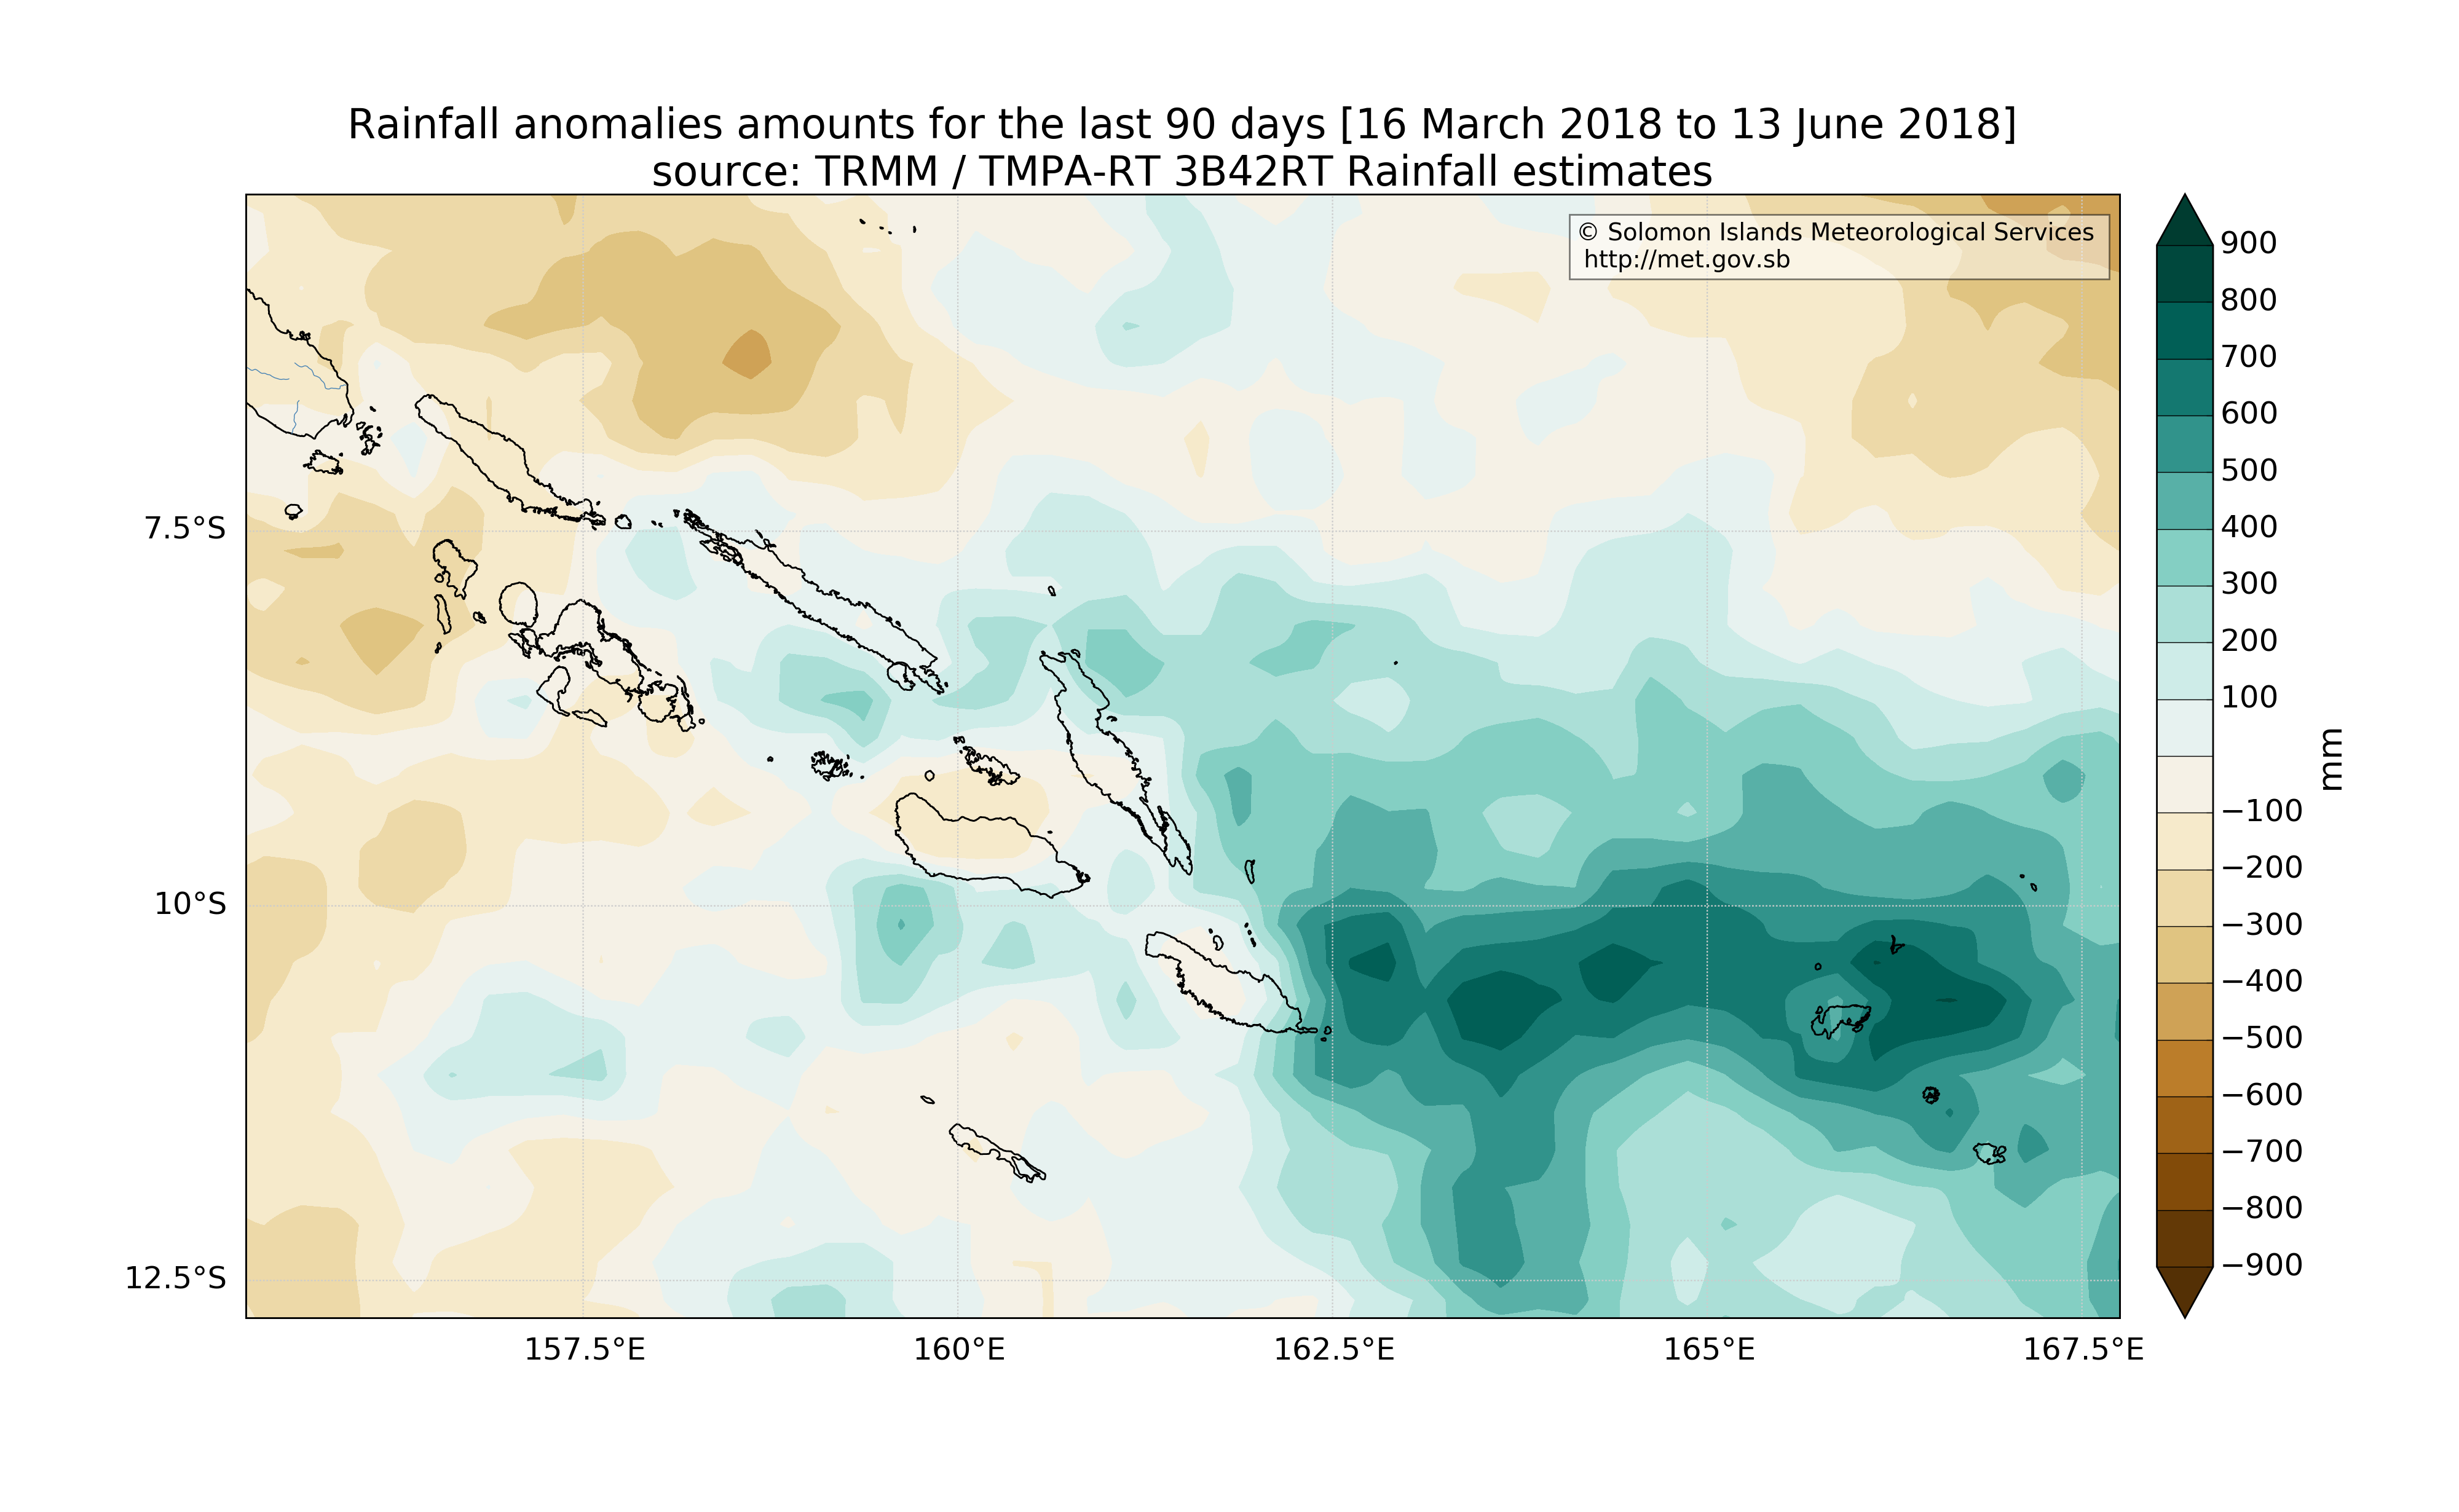 Rainfall anomalies amounts for the last 90 days [16 March 2018 to 13 June 2018]
source: TRMM / TMPA-RT 3B42RT Rainfall estimates
© Solomon Islands Meteorological Services
http://met.gov.sb
7.5°S
10°S
12.5°S
157.5°E
160°E
162.5°E
165°E
167.5°E
900
800
700
600
500
400
300
200
100
−100
−200
−300
−400
−500
−600
−700
−800
−900
mm